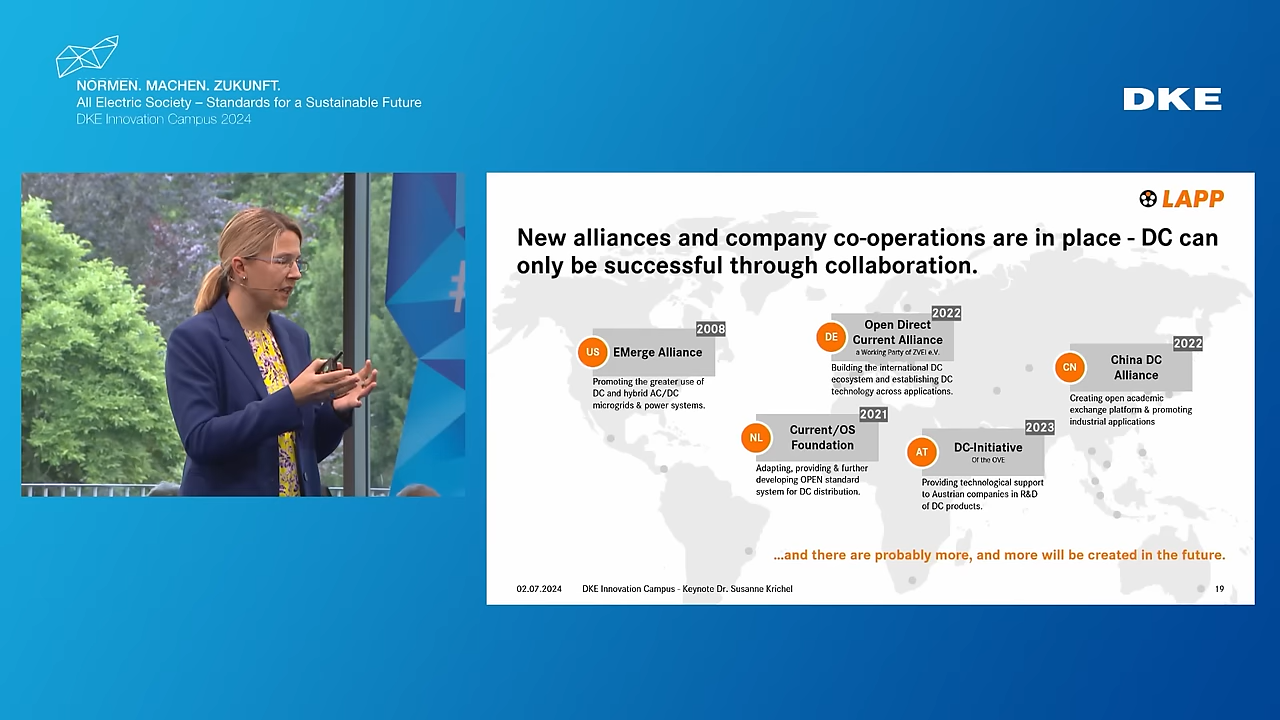 NORMEN. MACHEN. ZUKUNFT.
All Electric Society – Standards for a Sustainable Future
DKE Innovation Campus 2024
DKE
LAPP
New alliances and company co-operations are in place - DC can
only be successful through collaboration.
2008
US
EMerge Alliance
Promoting the greater use of
DC and hybrid AC/DC
microgrids & power systems.
2022
DE
Open Direct
Current Alliance
a Working Party of ZVEI e.V.
Building the international DC
ecosystem and establishing DC
technology across applications.
2022
CN
China DC
Alliance
Creating open academic
exchange platform & promoting
industrial applications
2021
NL
Current/OS
Foundation
Adapting, providing & further
developing OPEN standard
system for DC distribution.
2023
AT
DC-Initiative
Of the OVE
Providing technological support
to Austrian companies in R&D
of DC products.
...and there are probably more, and more will be created in the future.
02.07.2024
DKE Innovation Campus - Keynote Dr. Susanne Krichel
19